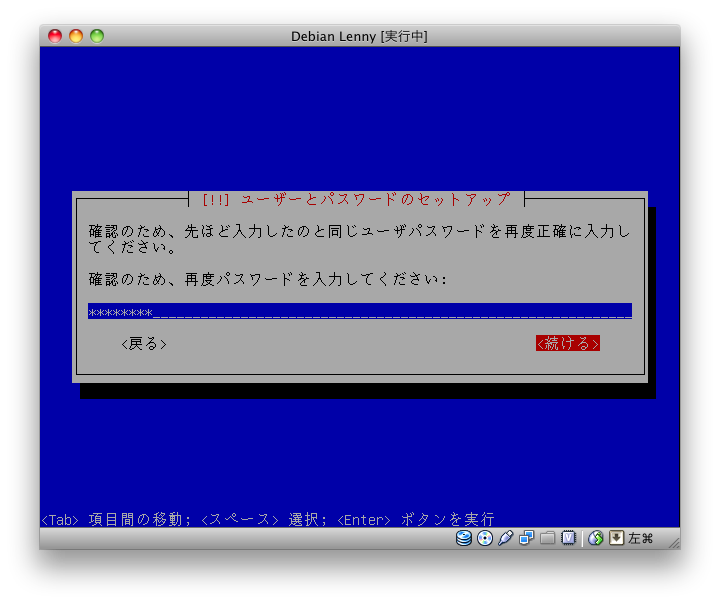 Debian Lenny [実行中]
[!!] ユーザーとパスワードのセットアップ
確認のため、先ほど入力したのと同じユーザパスワードを再度正確に入力し
てください。
確認のため、再度パスワードを入力してください:
********
<戻る> <続ける>
<Tab> 項目間の移動; <スペース> 選択; <Enter> ボタンを実行
左⌘